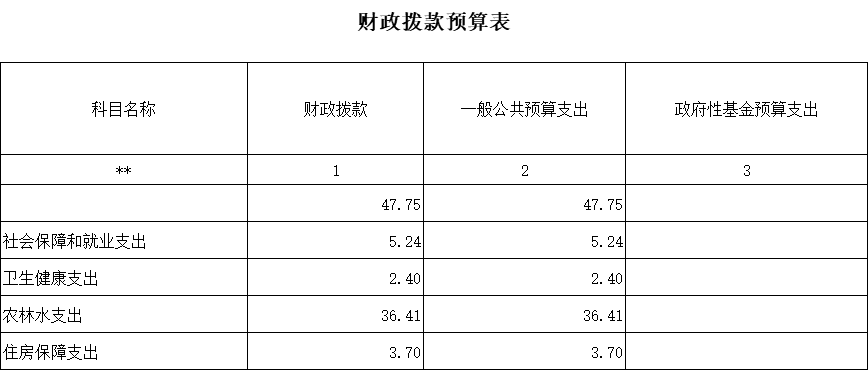 财政拨款预算表
科目名称 财政拨款 一般公共预算支出 政府性基金预算支出
** 1 2 3
47.75 47.75
社会保障和就业支出 5.24 5.24
卫生健康支出 2.40 2.40
农林水支出 36.41 36.41
住房保障支出 3.70 3.70